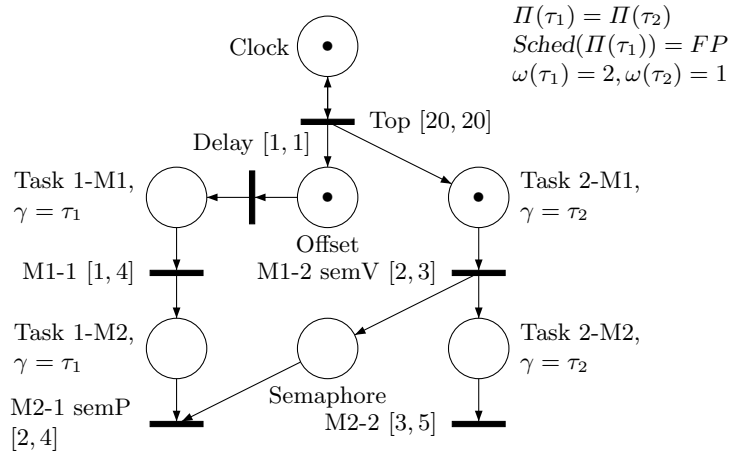 Π(τ₁) = Π(τ₂)
Clock
Sched(Π(τ₁)) = FP
ω(τ₁) = 2, ω(τ₂) = 1
Top [20, 20]
Delay [1, 1]
Task 1-M1,
γ = τ₁
Task 2-M1,
γ = τ₂
Offset
M1-1 [1, 4]
M1-2 semV [2, 3]
Task 1-M2,
γ = τ₁
Task 2-M2,
γ = τ₂
Semaphore
M2-1 semP
[2, 4]
M2-2 [3, 5]